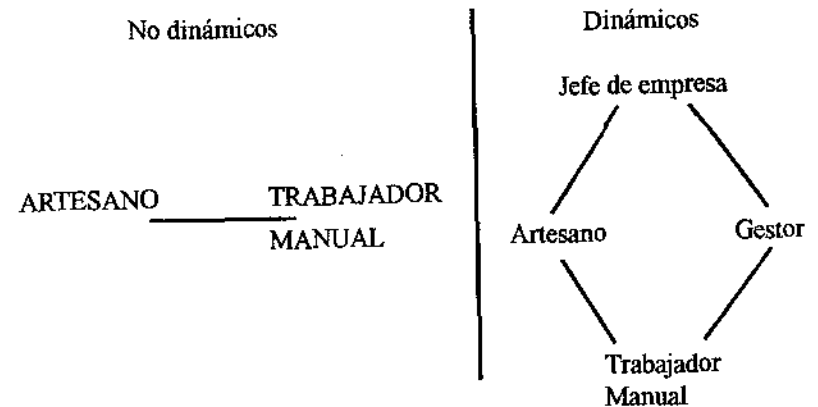 No dinámicos
ARTESANO
TRABAJADOR
MANUAL
Dinámicos
Jefe de empresa
Artesano
Gestor
Trabajador
Manual